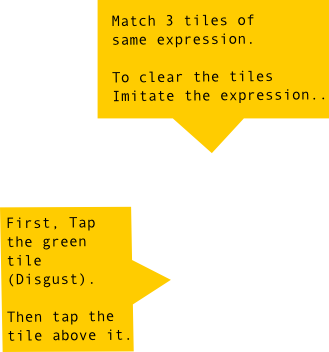 Match 3 tiles of
same expression.
To clear the tiles
Imitate the expression..
First, Tap
the green
tile
(Disgust).
Then tap the
tile above it.